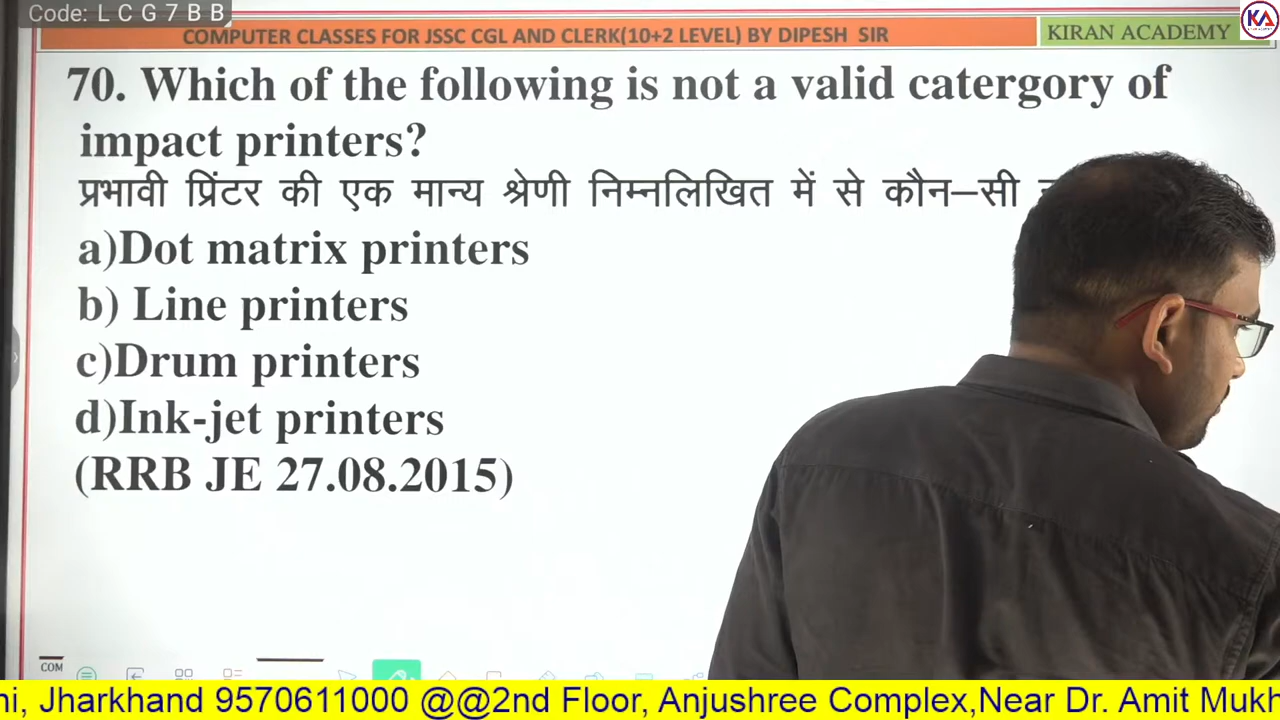 Code: L C G 7 B B
COMPUTER CLASSES FOR JSSC CGL AND CLERK(10+2 LEVEL) BY DIPESH SIR
KIRAN ACADEMY
KA
70. Which of the following is not a valid catergory of
impact printers?
प्रभावी प्रिंटर की एक मान्य श्रेणी निम्नलिखित में से कौन–सी
a)Dot matrix printers
b) Line printers
c)Drum printers
d)Ink-jet printers
(RRB JE 27.08.2015)
COM
Jharkhand 9570611000 @@2nd Floor, Anjushree Complex,Near Dr. Amit